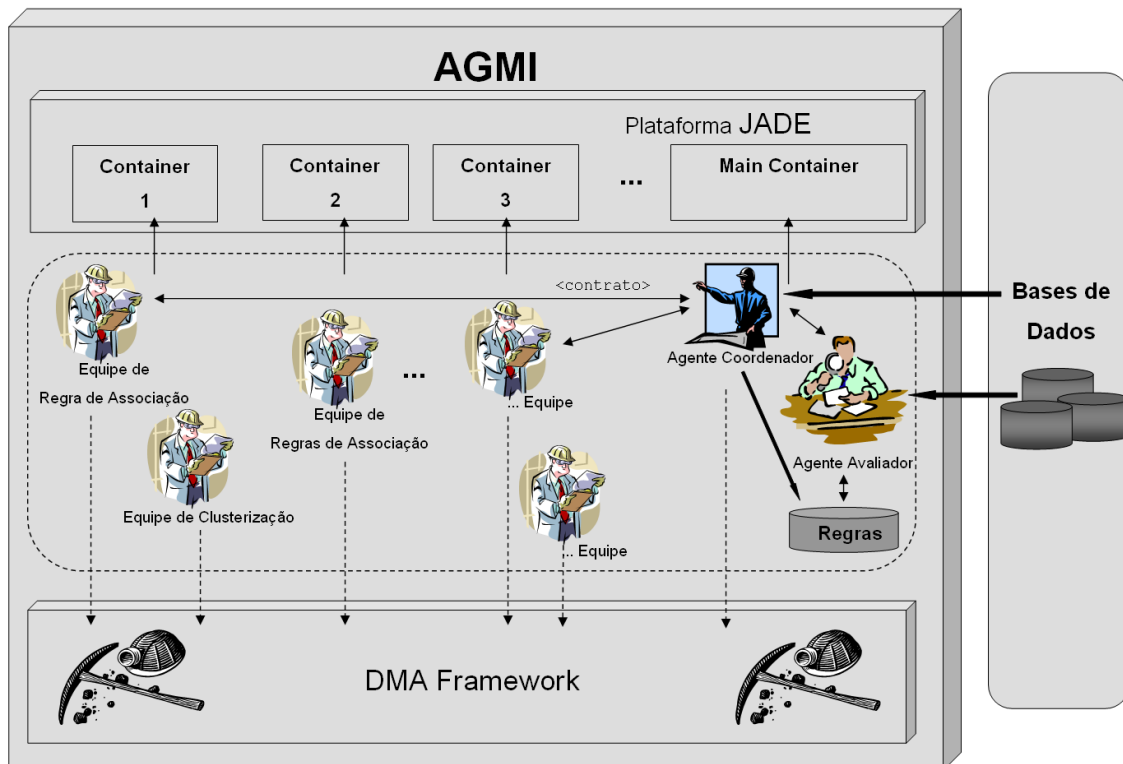 AGMI
Plataforma JADE
Container
1
Container
2
Container
3
...
Main Container
<contrato>
Bases de
Dados
Equipe de
Regra de Associação
Equipe de
Regras de Associação
...
... Equipe
Agente Coordenador
Equipe de Clusterização
... Equipe
Agente Avaliador
Regras
DMA Framework